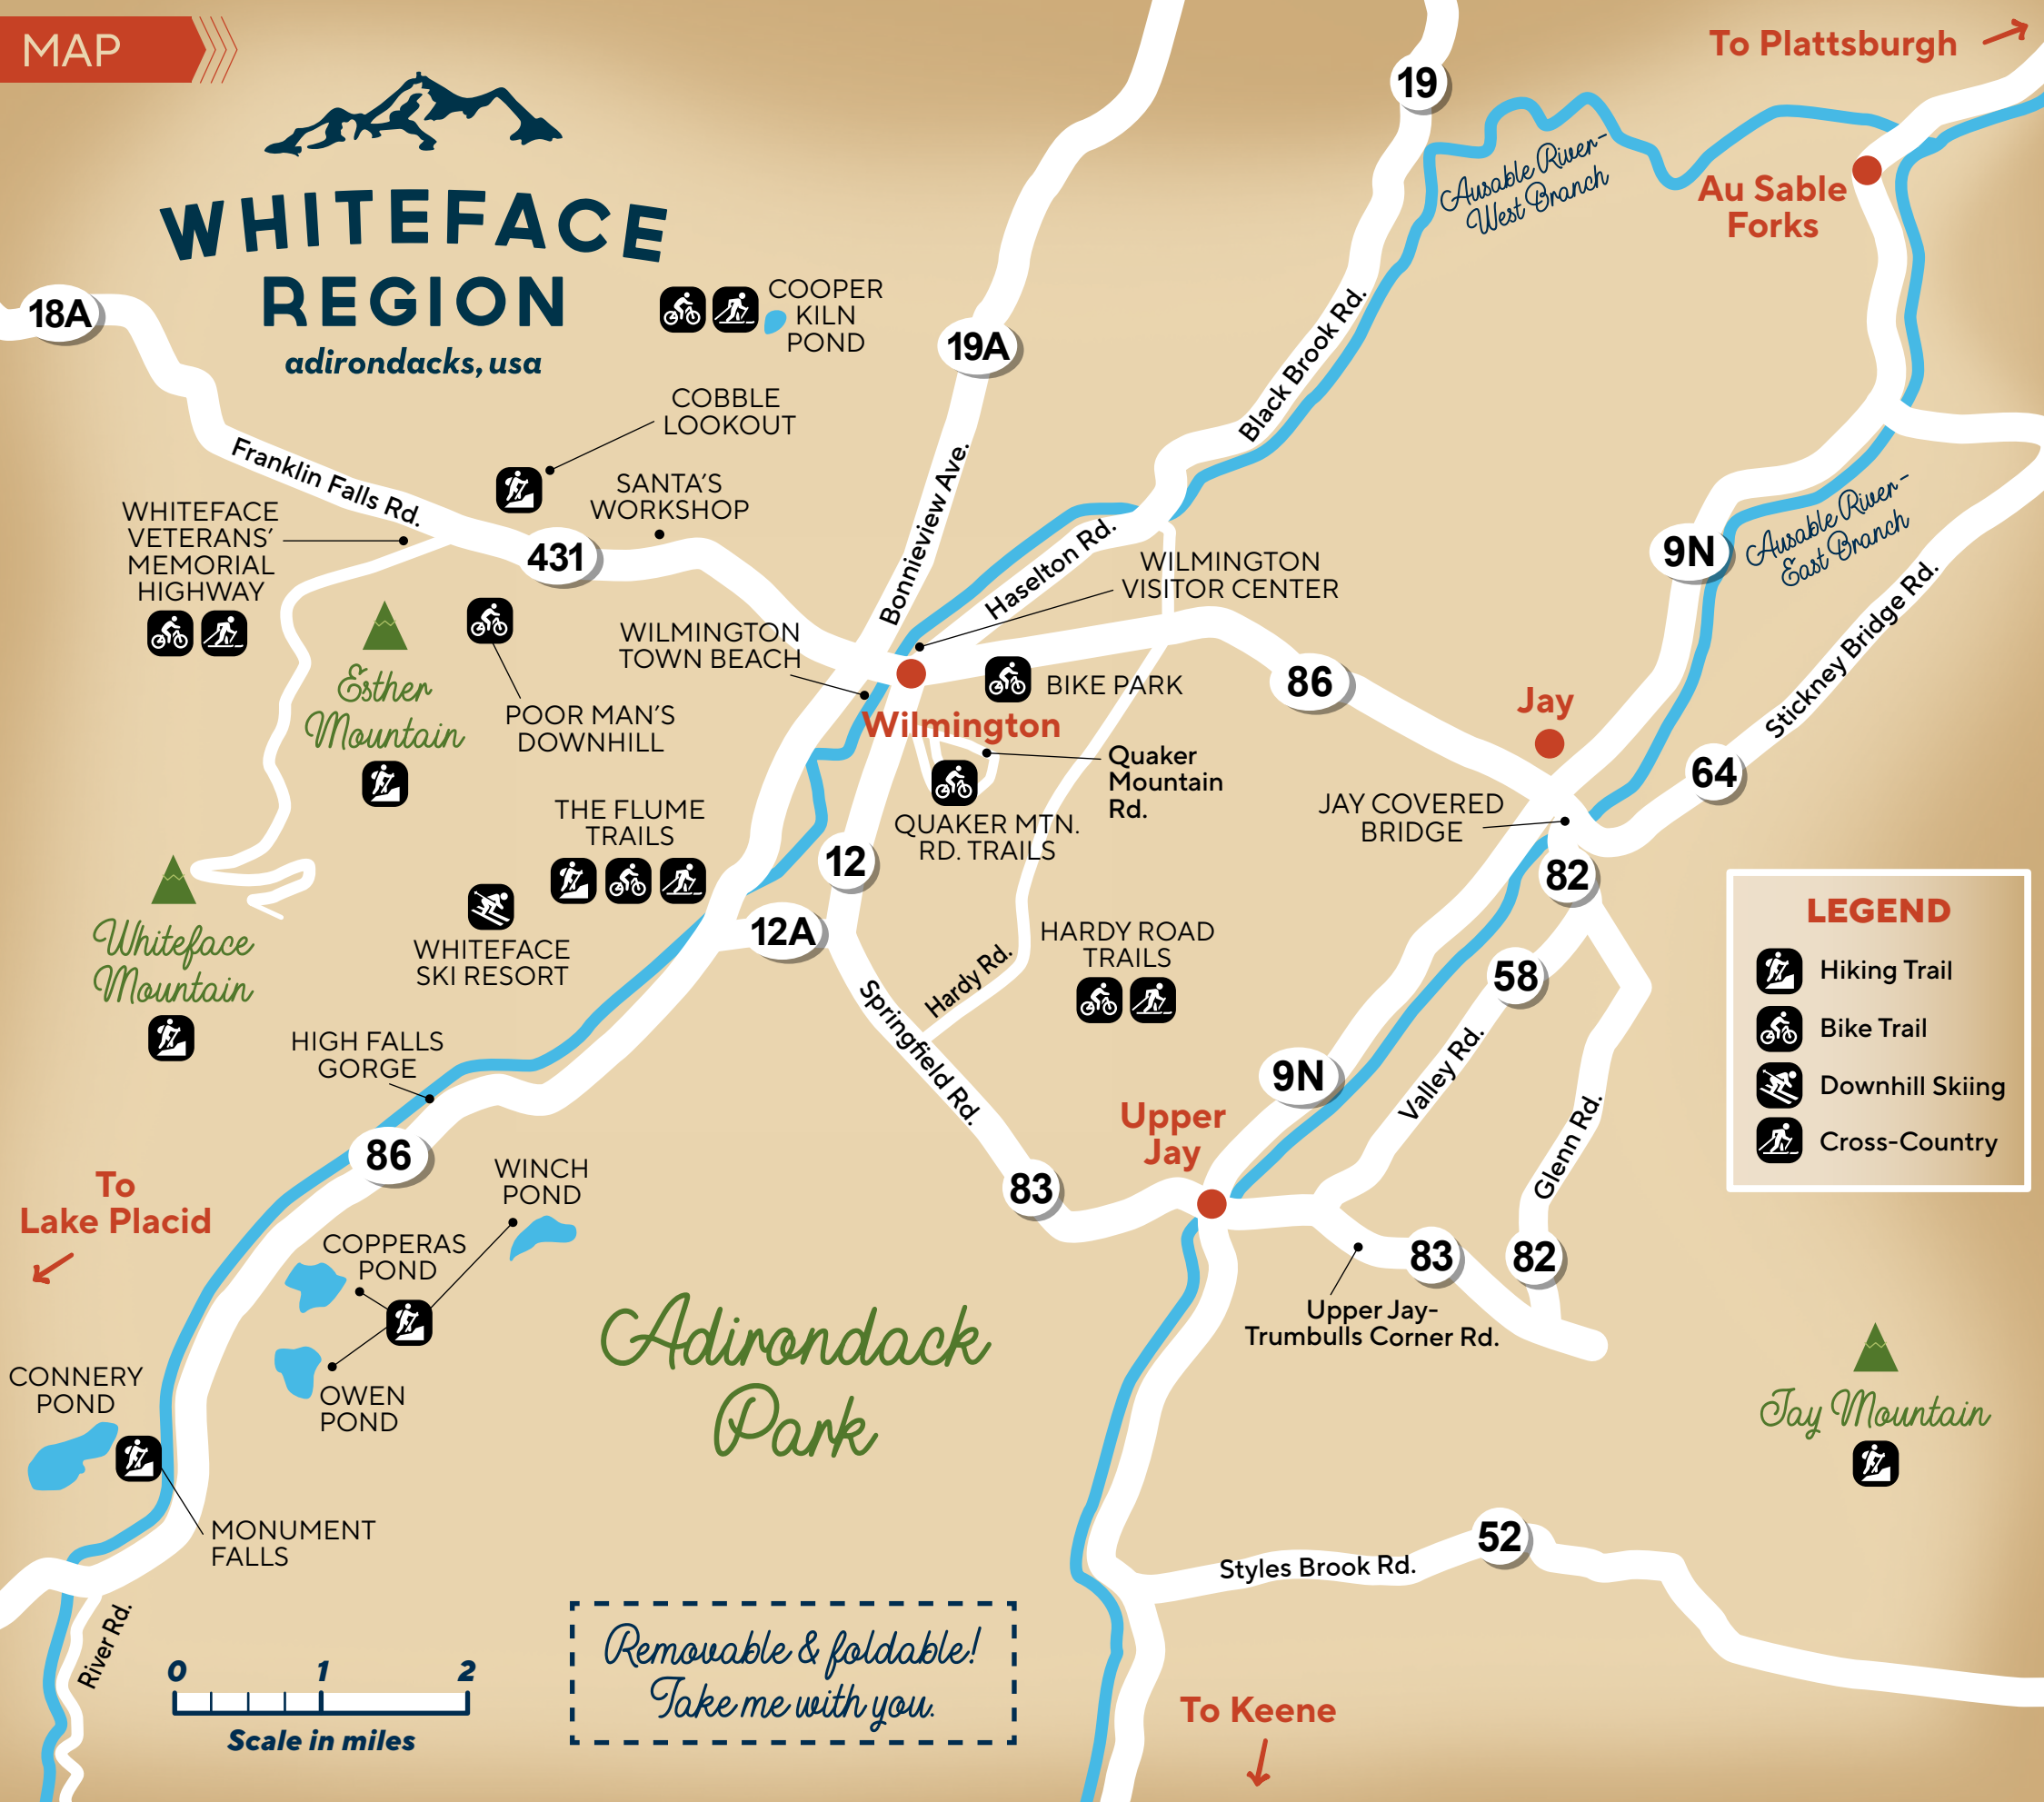 MAP
To Plattsburgh
WHITEFACE
REGION
adirondacks, usa
19
Ausable River-
West Branch
Au Sable
Forks
18A
COOPER
KILN
POND
19A
Black Brook Rd.
COBBLE
LOOKOUT
Franklin Falls Rd.
SANTA'S
WORKSHOP
WHITEFACE
VETERANS'
MEMORIAL
HIGHWAY
431
Bonnieview Ave.
Haselton Rd.
WILMINGTON
VISITOR CENTER
9N
Ausable River-
East Branch
Stickney Bridge Rd.
WILMINGTON
TOWN BEACH
Esther
Mountain
POOR MAN'S
DOWNHILL
BIKE PARK
86
Jay
Wilmington
Quaker
Mountain
Rd.
64
THE FLUME
TRAILS
QUAKER MTN.
RD. TRAILS
JAY COVERED
BRIDGE
12
82
Whiteface
Mountain
WHITEFACE
SKI RESORT
12A
HARDY ROAD
TRAILS
Hardy Rd.
58
LEGEND
Hiking Trail
Bike Trail
Downhill Skiing
Cross-Country
HIGH FALLS
GORGE
Springfield Rd.
9N
Valley Rd.
Upper
Jay
Glenn Rd.
86
To
Lake Placid
WINCH
POND
83
COPPERAS
POND
83
82
Upper Jay-
Trumbulls Corner Rd.
Adirondack
Park
OWEN
POND
CONNERY
POND
Jay Mountain
MONUMENT
FALLS
52
Styles Brook Rd.
River Rd.
0 1 2
Scale in miles
Removable & foldable!
Take me with you.
To Keene